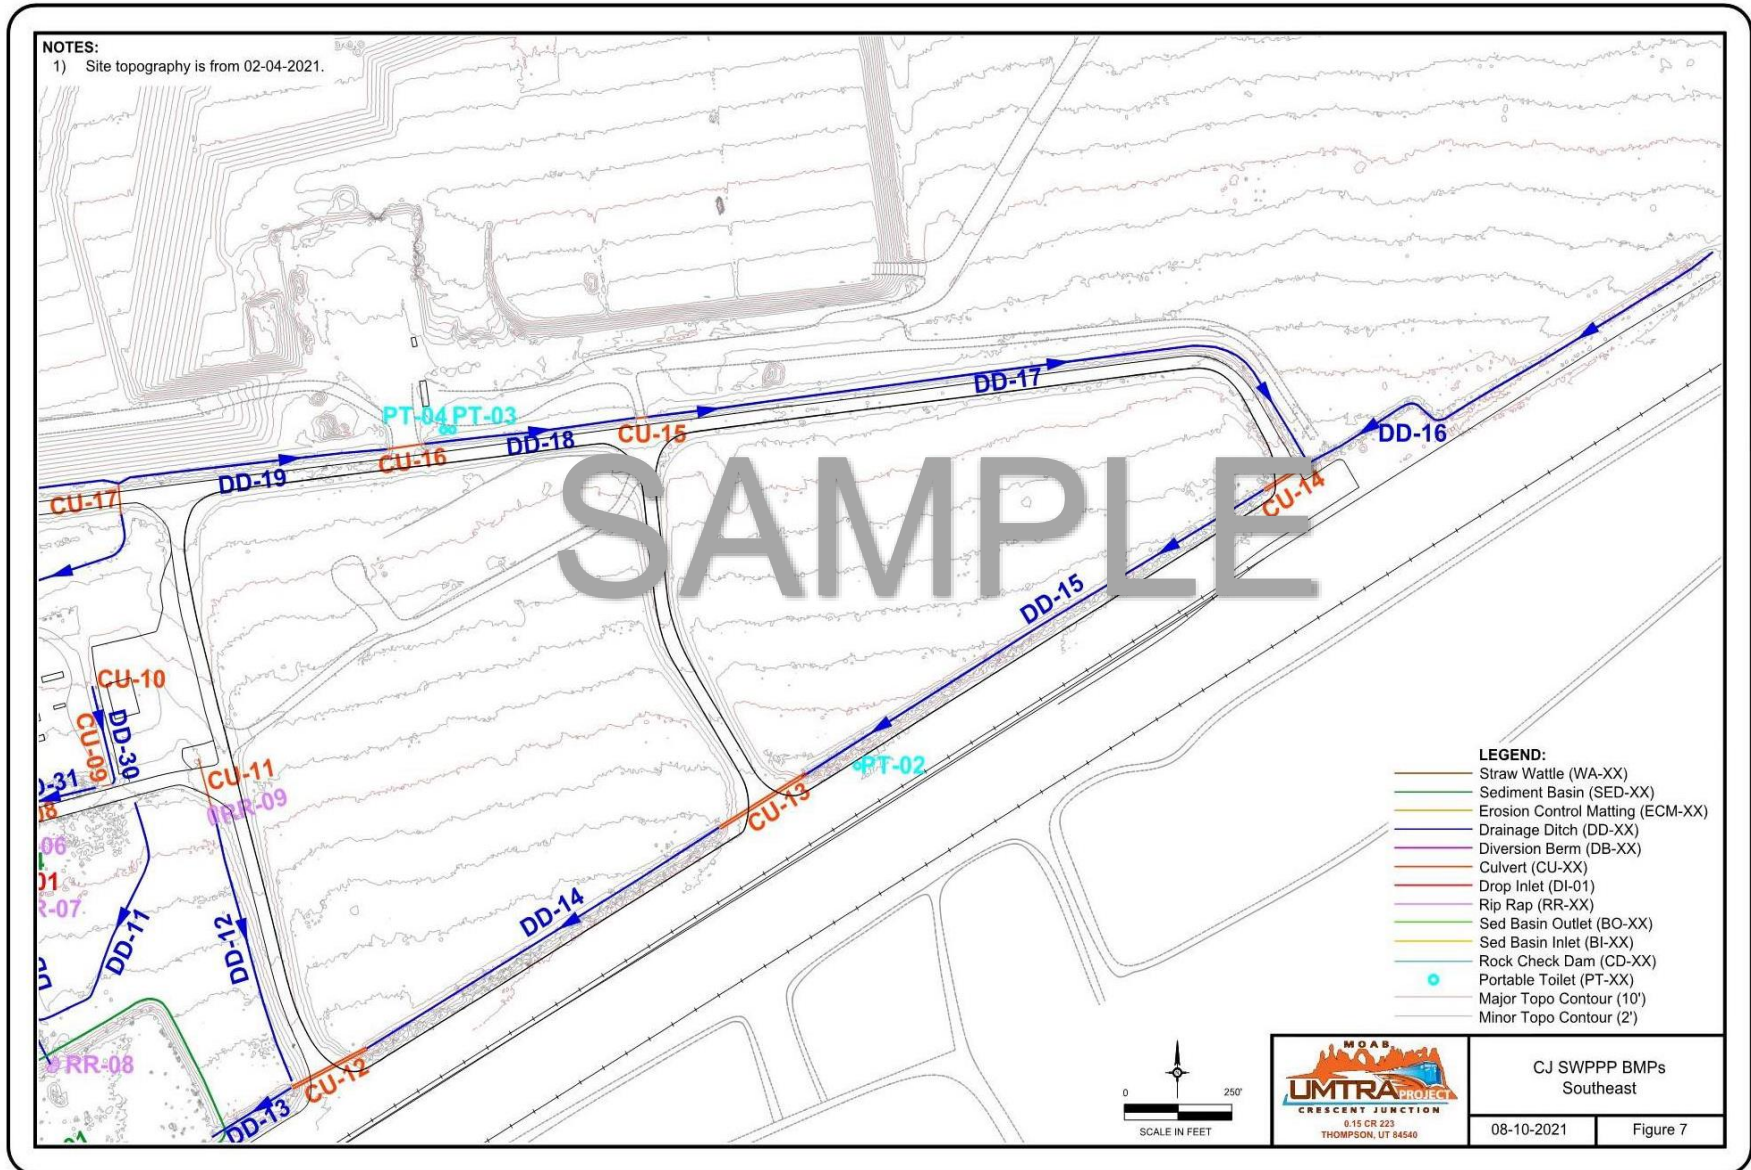 NOTES:
1) Site topography is from 02-04-2021.
PT-04 PT-03
DD-17
CU-15
DD-18
CU-16
DD-19
CU-17
DD-16
CU-14
SAMPLE
DD-15
CU-10
CU-09
DD-30
D-31
CU-11
08
RR-09
PT-02
CU-13
-06
01
R-07
DD-11
DD-12
DD-14
DD
RR-08
CU-12
DD-13
LEGEND:
Straw Wattle (WA-XX)
Sediment Basin (SED-XX)
Erosion Control Matting (ECM-XX)
Drainage Ditch (DD-XX)
Diversion Berm (DB-XX)
Culvert (CU-XX)
Drop Inlet (DI-01)
Rip Rap (RR-XX)
Sed Basin Outlet (BO-XX)
Sed Basin Inlet (BI-XX)
Rock Check Dam (CD-XX)
Portable Toilet (PT-XX)
Major Topo Contour (10')
Minor Topo Contour (2')
0 250'
SCALE IN FEET
MOAB
UMTRA PROJECT
CRESCENT JUNCTION
0.15 CR 223
THOMPSON, UT 84540
CJ SWPPP BMPs
Southeast
08-10-2021
Figure 7